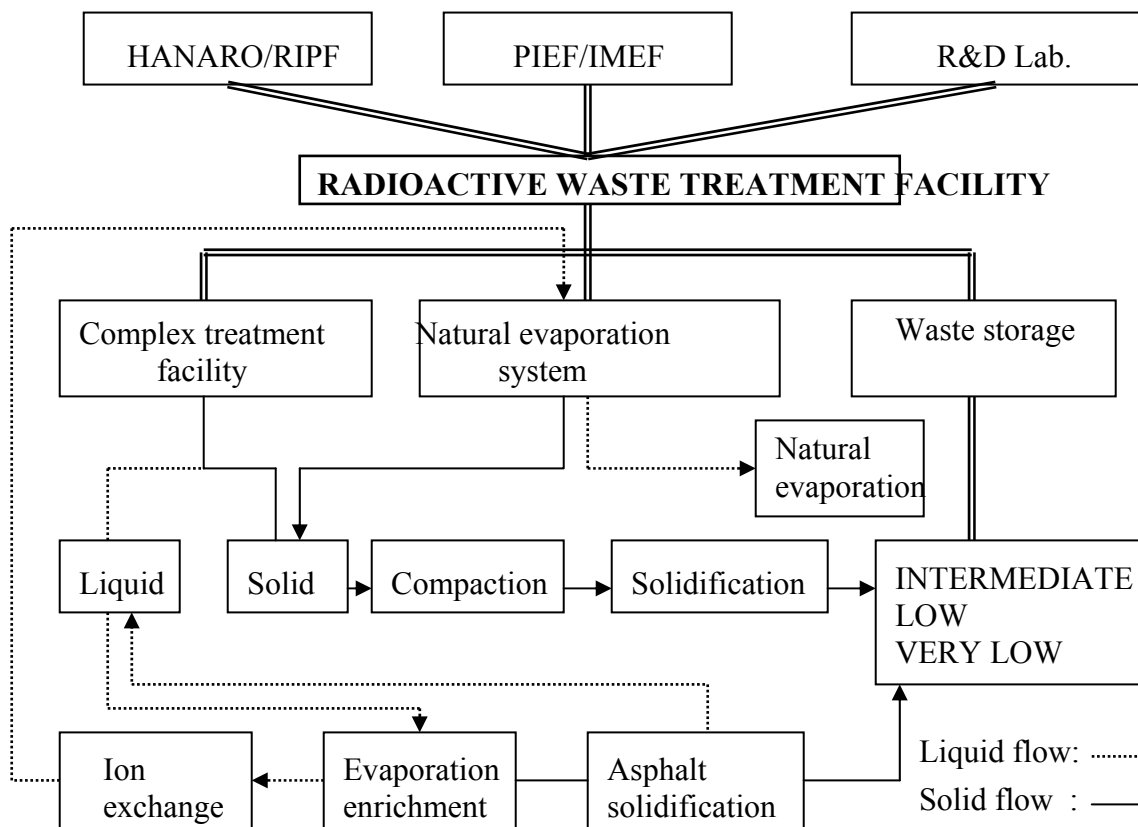 HANARO/RIPF
PIEF/IMEF
R&D Lab.
RADIOACTIVE WASTE TREATMENT FACILITY
Complex treatment
facility
Natural evaporation
system
Waste storage
Natural
evaporation
Liquid
Solid
Compaction
Solidification
INTERMEDIATE
LOW
VERY LOW
Ion
exchange
Evaporation
enrichment
Asphalt
solidification
Liquid flow:
Solid flow :